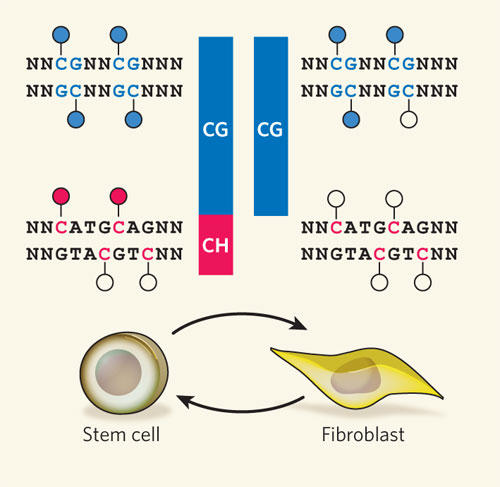 NNCGNNCGNNN
NNGCNNGCNNN
CG
CG
NNCGNNCGNNN
NNGCNNGCNNN
NNCATGCAGNN
NNGTACGTCNN
CH
NNCATGCAGNN
NNGTACGTCNN
Stem cell
Fibroblast